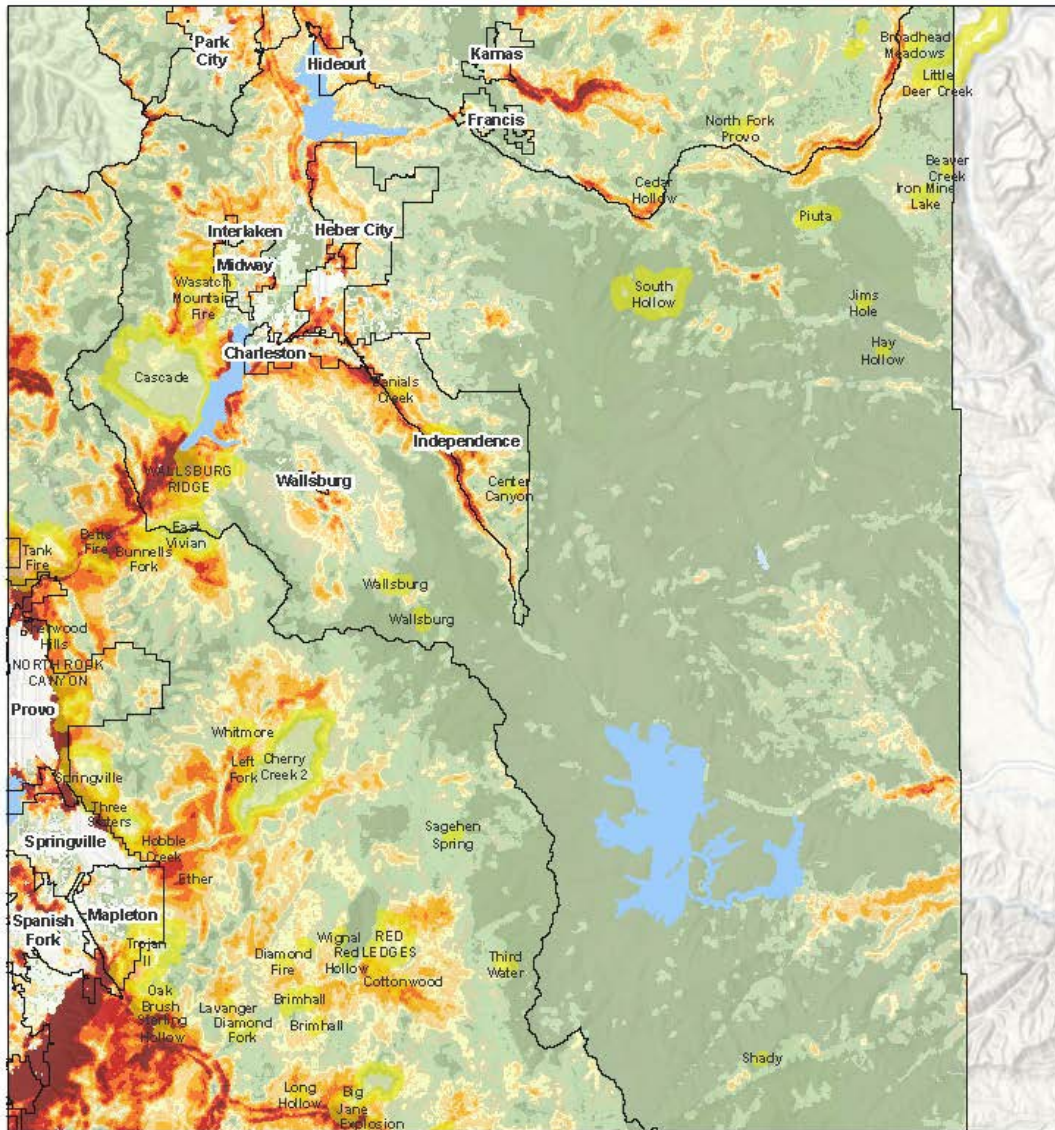 Park
City
Hideout
Kamas
Francis
Broadhead
Meadows
Little
Deer Creek
North Fork
Provo
Beaver
Creek
Iron Mine
Lake
Cedar
Hollow
Piuta
Interlaken
Heber City
Midway
Wasatch
Mountain
Fire
South
Hollow
Jims
Hole
Hay
Hollow
Charleston
Cascade
Danials
Creek
Independence
WALLSBURG
RIDGE
Wallsburg
Center
Canyon
Tank
Fire
Betts
Fire
Bunnells
Fork
East
Vivian
Wallsburg
Wallsburg
Sherwood
Hills
NORTH ROCK
CANYON
Provo
Whitmore
Left
Fork
Cherry
Creek 2
Springville
Three
Sisters
Springville
Hobble
Creek
Ether
Sagehen
Spring
Mapleton
Spanish
Fork
Trojan
II
Diamond
Fire
Wignal
Red
Hollow
RED
LEDGES
Cottonwood
Third
Water
Oak
Brush
Sterling
Hollow
Lavanger
Diamond
Fork
Brimhall
Brimhall
Shady
Long
Hollow
Big
Jane
Explosion